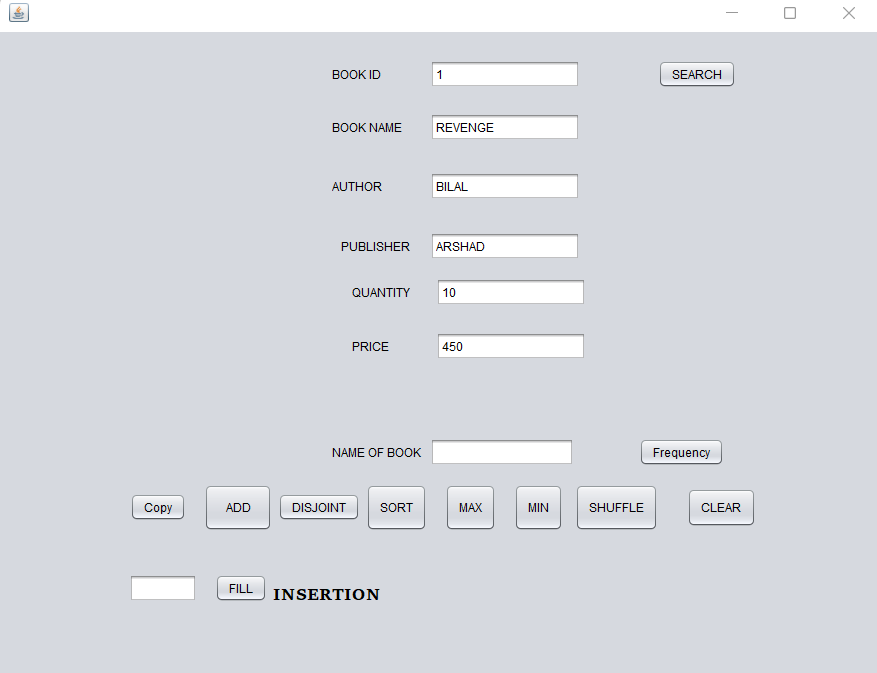 BOOK ID 1 SEARCH
BOOK NAME REVENGE
AUTHOR BILAL
PUBLISHER ARSHAD
QUANTITY 10
PRICE 450
NAME OF BOOK Frequency
Copy ADD DISJOINT SORT MAX MIN SHUFFLE CLEAR
FILL INSERTION